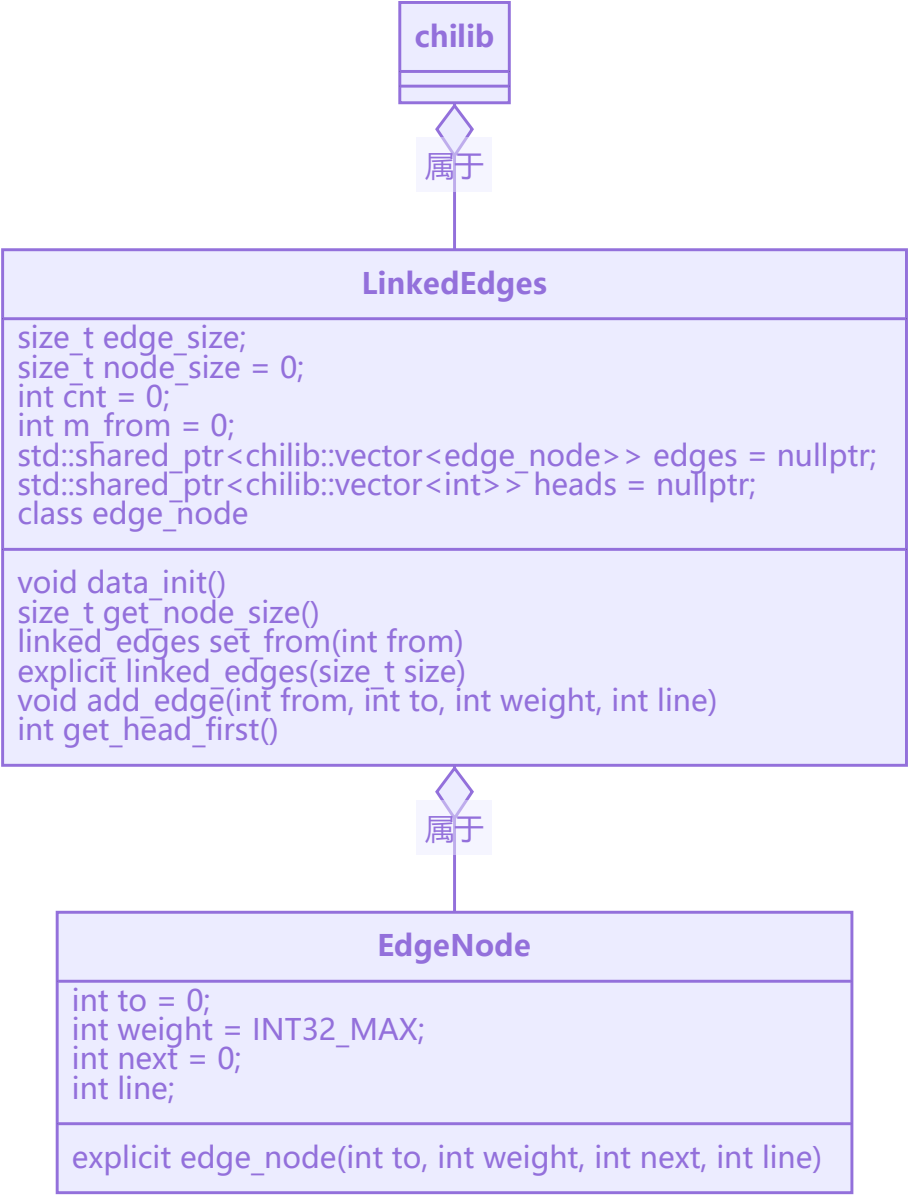 chilib
属于
LinkedEdges
size_t edge_size;
size_t node_size = 0;
int cnt = 0;
int m_from = 0;
std::shared_ptr<chilib::vector<edge_node>> edges = nullptr;
std::shared_ptr<chilib::vector<int>> heads = nullptr;
class edge_node
void data_init()
size_t get_node_size()
linked_edges set_from(int from)
explicit linked_edges(size_t size)
void add_edge(int from, int to, int weight, int line)
int get_head_first()
属于
EdgeNode
int to = 0;
int weight = INT32_MAX;
int next = 0;
int line;
explicit edge_node(int to, int weight, int next, int line)